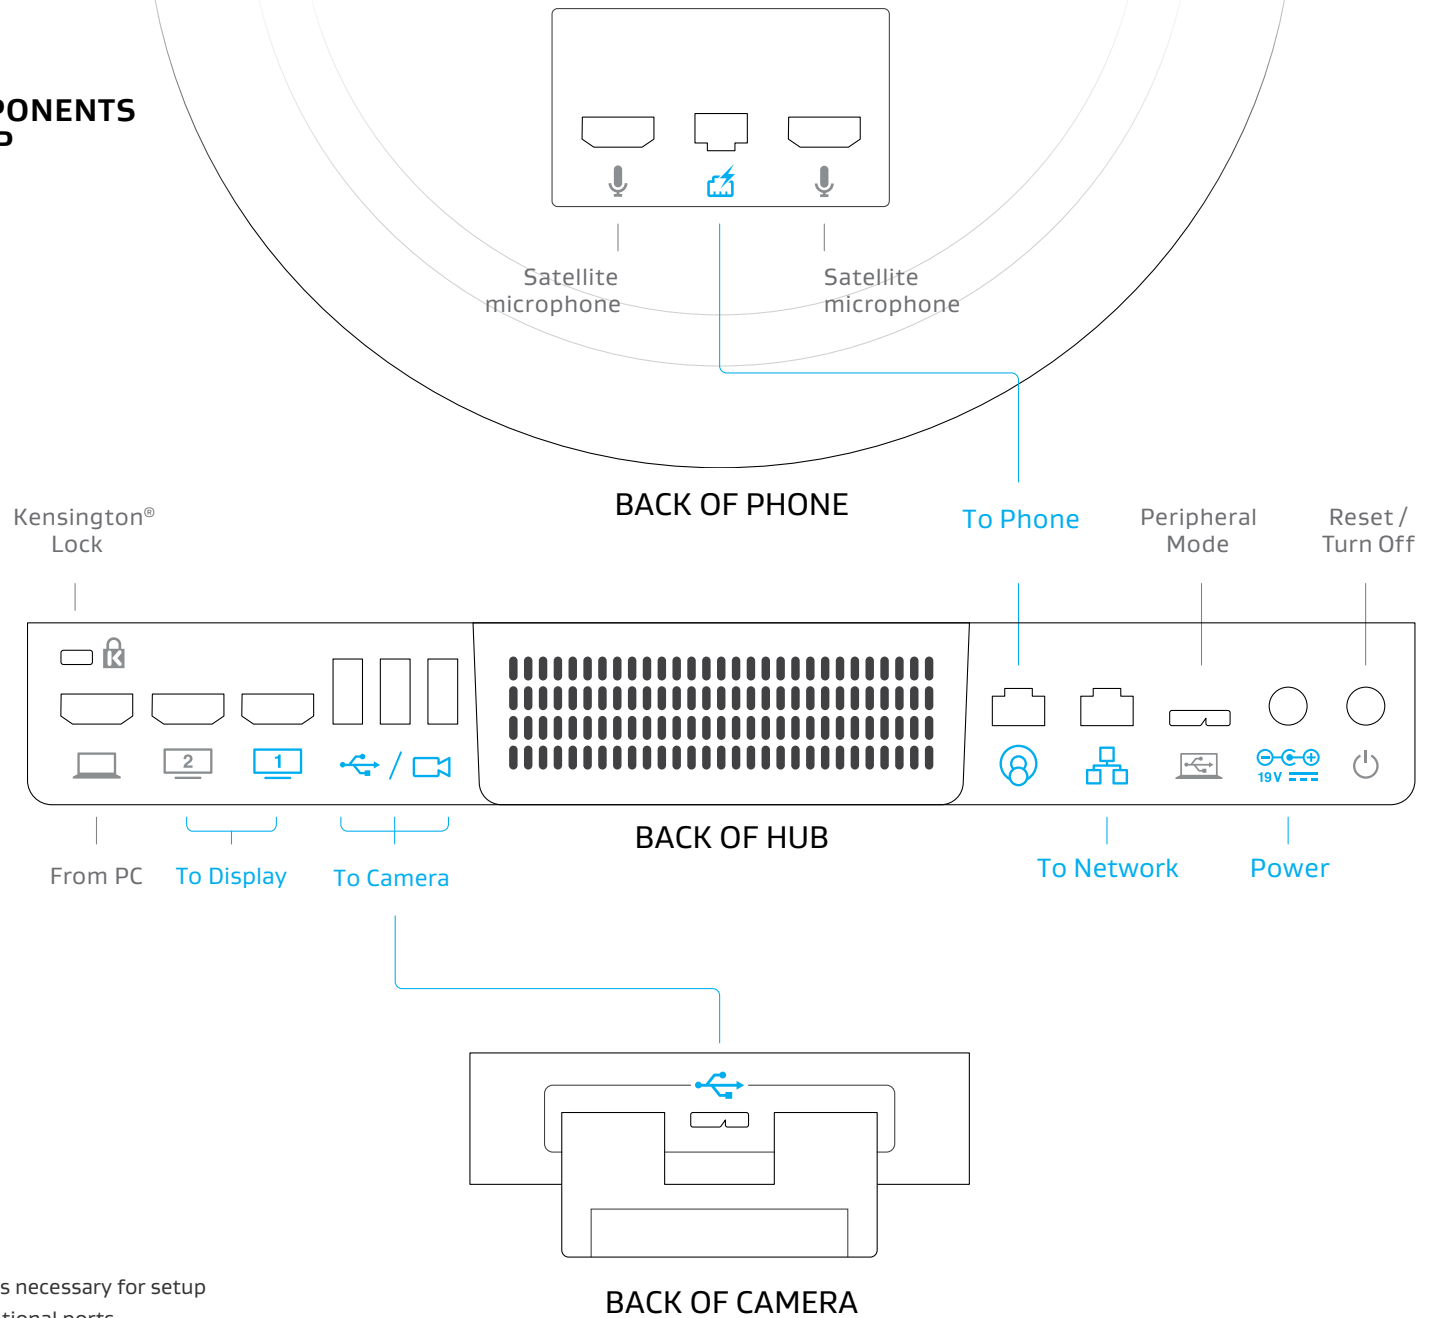 PONENTS
Satellite
microphone
Satellite
microphone
BACK OF PHONE
To Phone
Kensington®
Lock
Peripheral
Mode
Reset /
Turn Off
K
2
1
/
19V
From PC
To Display
To Camera
BACK OF HUB
To Network
Power
BACK OF CAMERA
s necessary for setup
tional ports